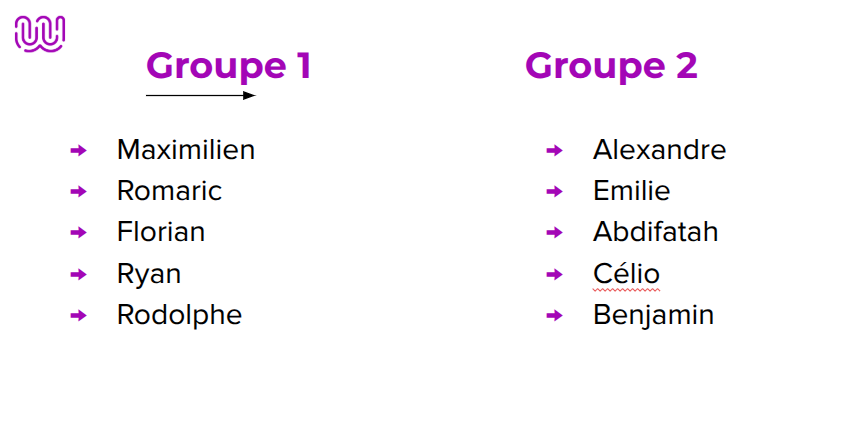 Groupe 1
Maximilien
Romaric
Florian
Ryan
Rodolphe
Groupe 2
Alexandre
Emilie
Abdifatah
Célio
Benjamin